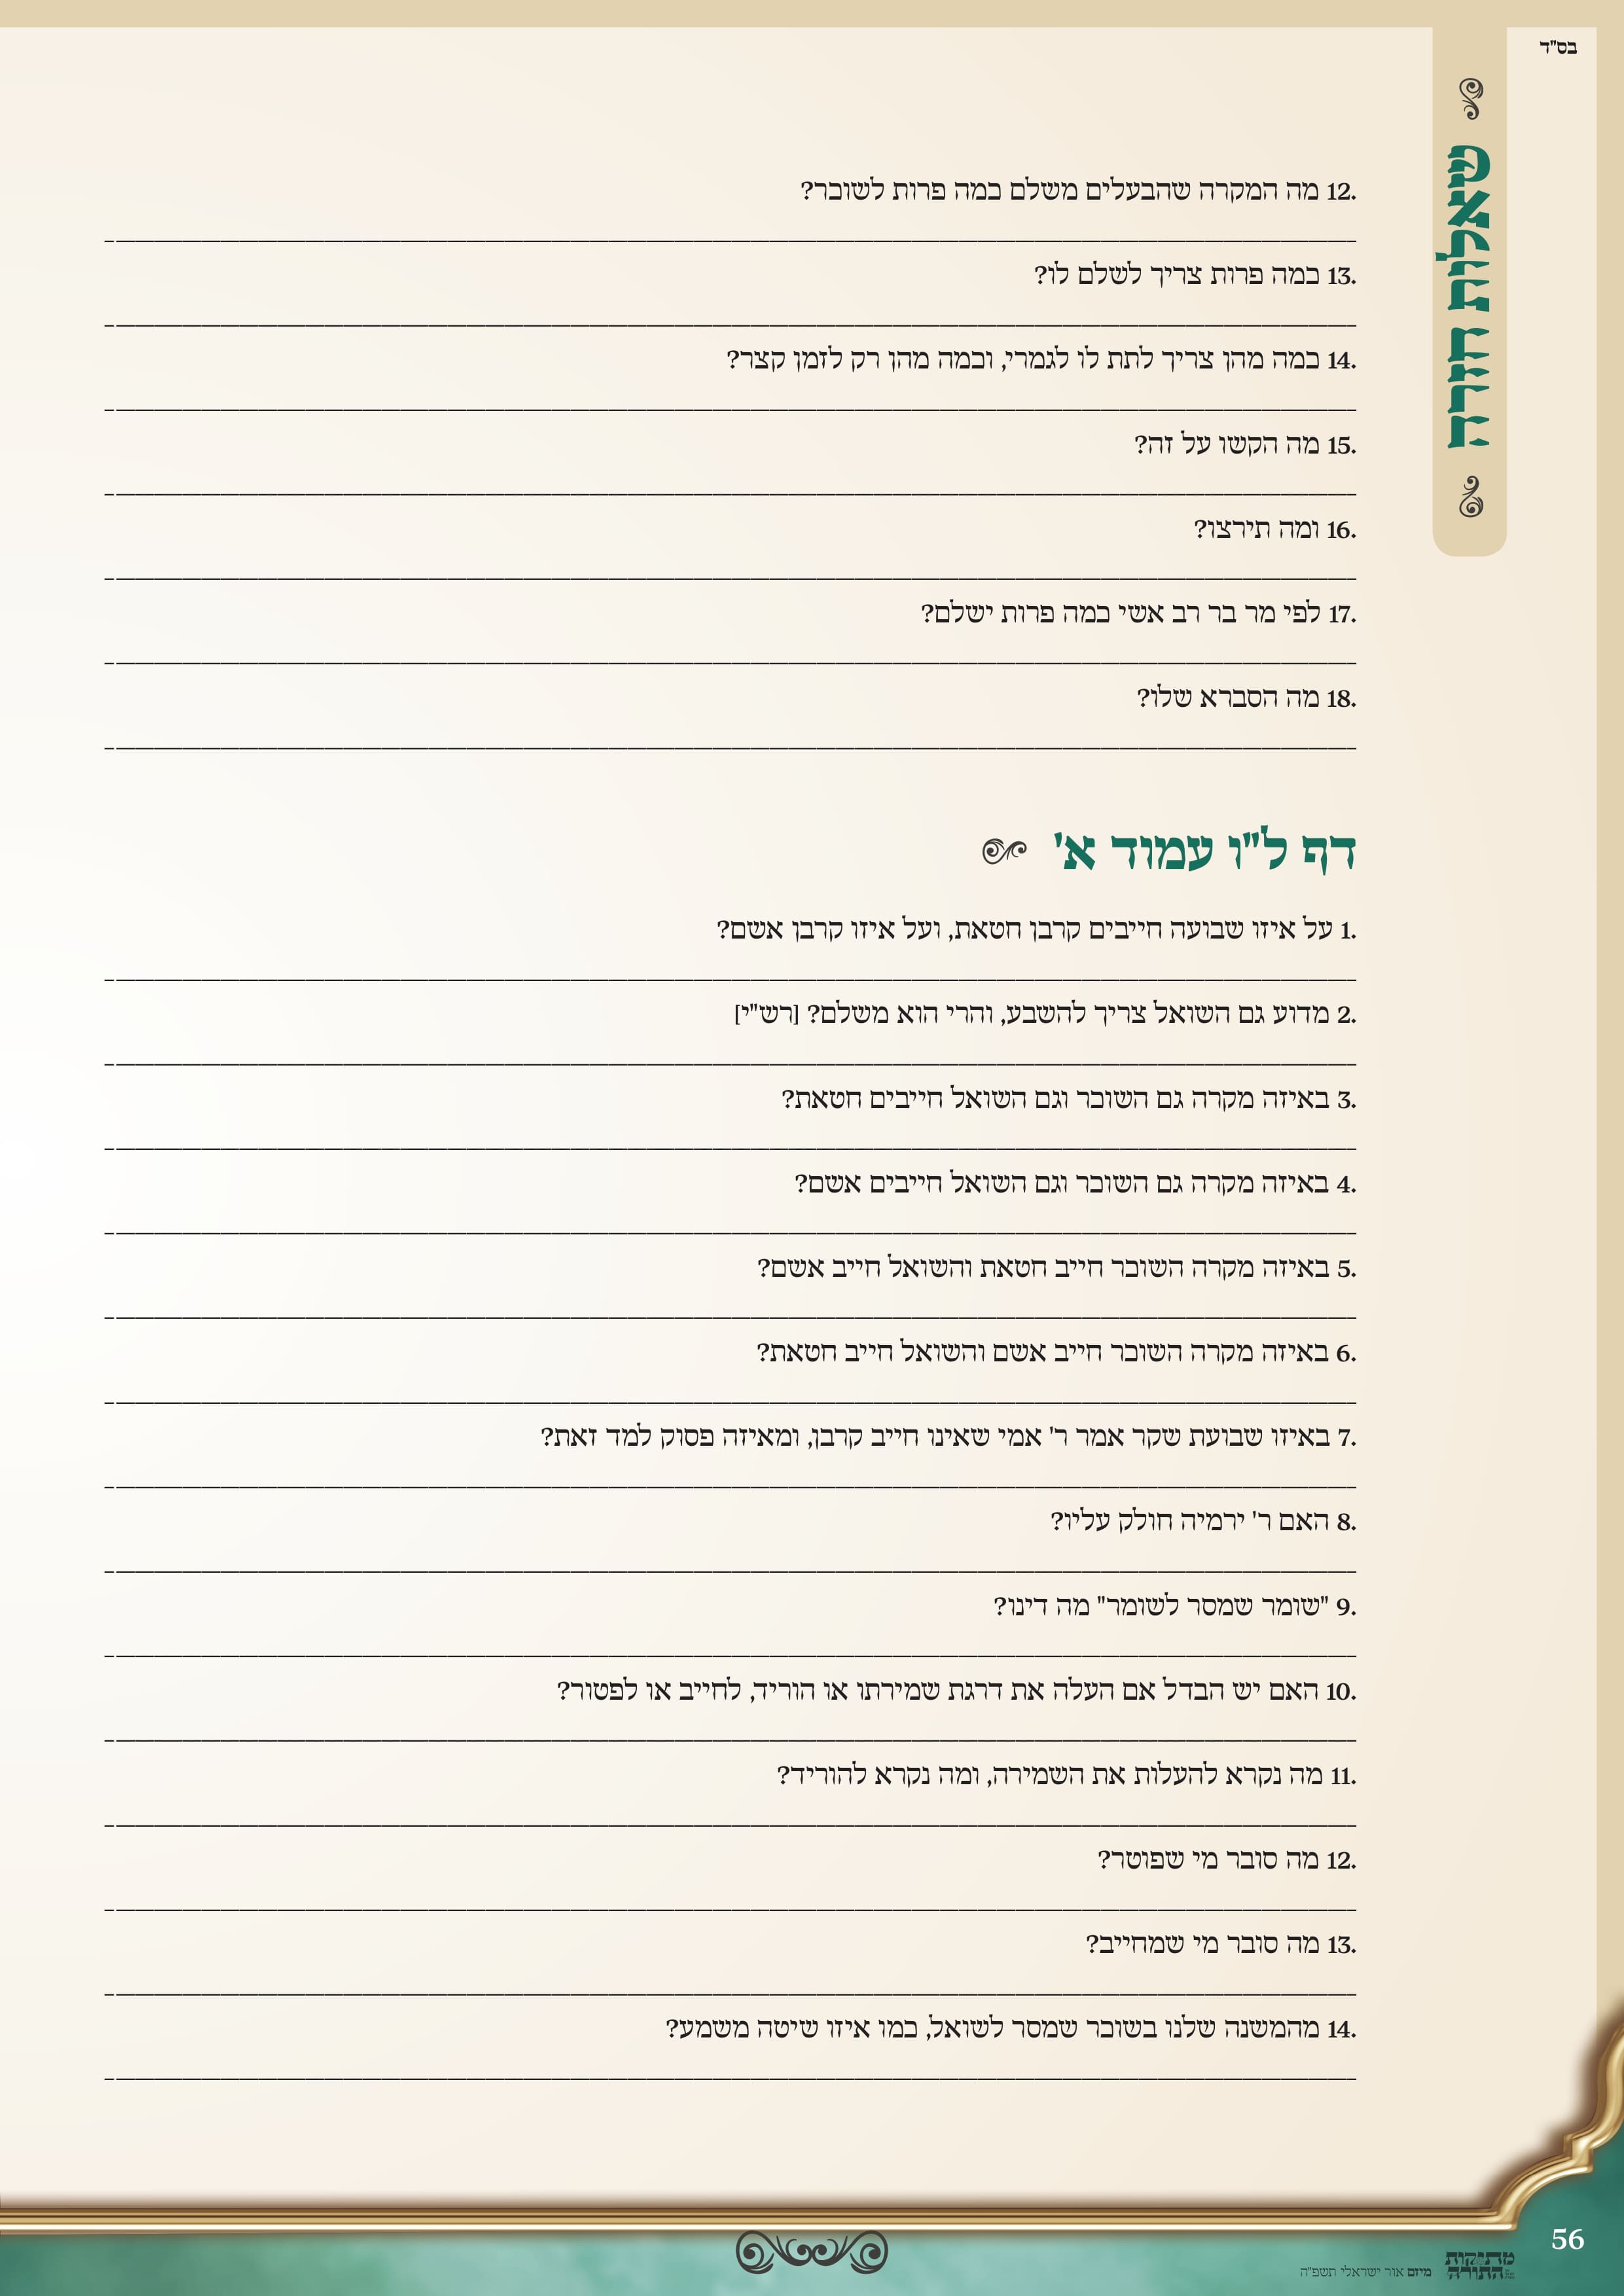 בס"ד
שאלות חזרה
12. מה המקרה שהבעלים משלם כמה פרות לשוכר?
13. כמה פרות צריך לשלם לו?
14. כמה מהן צריך לתת לו לגמרי, וכמה מהן רק לזמן קצר?
15. מה הקשו על זה?
16. ומה תירצו?
17. לפי מר בר רב אשי כמה פרות ישלם?
18. מה הסברא שלו?
דף ל"ו עמוד א'
1. על איזו שבועה חייבים קרבן חטאת, ועל איזו קרבן אשם?
2. מדוע גם השואל צריך להשבע, והרי הוא משלם? [רש"י]
3. באיזה מקרה גם השוכר וגם השואל חייבים חטאת?
4. באיזה מקרה גם השוכר וגם השואל חייבים אשם?
5. באיזה מקרה השוכר חייב חטאת והשואל חייב אשם?
6. באיזה מקרה השוכר חייב אשם והשואל חייב חטאת?
7. באיזו שבועת שקר אמר ר' אמי שאינו חייב קרבן, ומאיזה פסוק למד זאת?
8. האם ר' ירמיה חולק עליו?
9. "שומר שמסר לשומר" מה דינו?
10. האם יש הבדל אם העלה את דרגת שמירתו או הוריד, לחייב או לפטור?
11. מה נקרא להעלות את השמירה, ומה נקרא להוריד?
12. מה סובר מי שפוטר?
13. מה סובר מי שמחייב?
14. מהמשנה שלנו בשוכר שמסר לשואל, כמו איזו שיטה משמע?
56
מתיקות התורה
מיזם אור ישראלי תשפ"ה